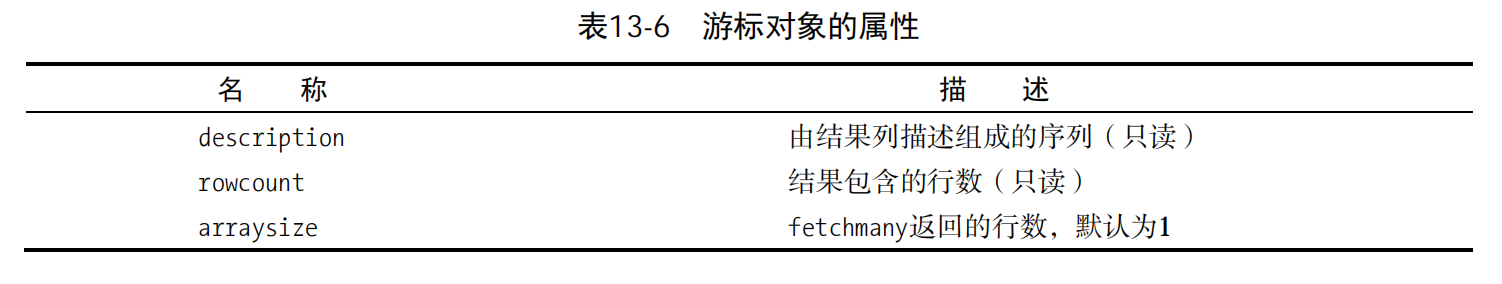 表13-6 游标对象的属性
名 称 描 述
description 由结果列描述组成的序列（只读）
rowcount 结果包含的行数（只读）
arraysize fetchmany返回的行数，默认为1